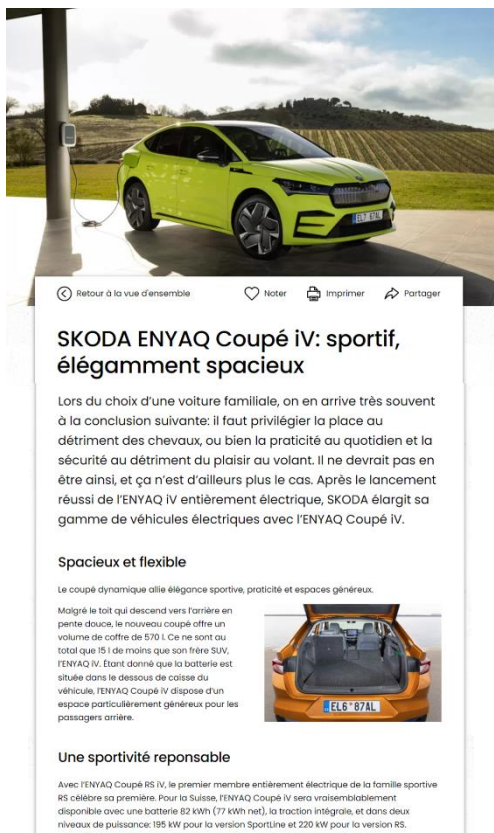 EL7 67AL
Retour à la vue d'ensemble Noter Imprimer Partager
SKODA ENYAQ Coupé iV: sportif,
élégamment spacieux
Lors du choix d'une voiture familiale, on en arrive très souvent
à la conclusion suivante: il faut privilégier la place au
détriment des chevaux, ou bien la praticité au quotidien et la
sécurité au détriment du plaisir au volant. Il ne devrait pas en
être ainsi, et ça n'est d'ailleurs plus le cas. Après le lancement
réussi de l'ENYAQ iV entièrement électrique, SKODA élargit sa
gamme de véhicules électriques avec l'ENYAQ Coupé iV.
Spacieux et flexible
Le coupé dynamique allie élégance sportive, praticité et espaces généreux.
Malgré le toit qui descend vers l'arrière en
pente douce, le nouveau coupé offre un
volume de coffre de 570 l. Ce ne sont au
total que 15 l de moins que son frère SUV,
l'ENYAQ iV. Étant donné que la batterie est
située dans le dessous de caisse du
véhicule, l'ENYAQ Coupé iV dispose d'un
espace particulièrement généreux pour les
passagers arrière.
EL6 87AL
Une sportivité reponsable
Avec l'ENYAQ Coupé RS iV, le premier membre entièrement électrique de la famille sportive
RS célèbre sa première. Pour la Suisse, l'ENYAQ Coupé iV sera vraisemblablement
disponible avec une batterie 82 kWh (77 kWh net), la traction intégrale, et dans deux
niveaux de puissance: 195 kW pour la version SportLine et 220 kW pour la version RS.